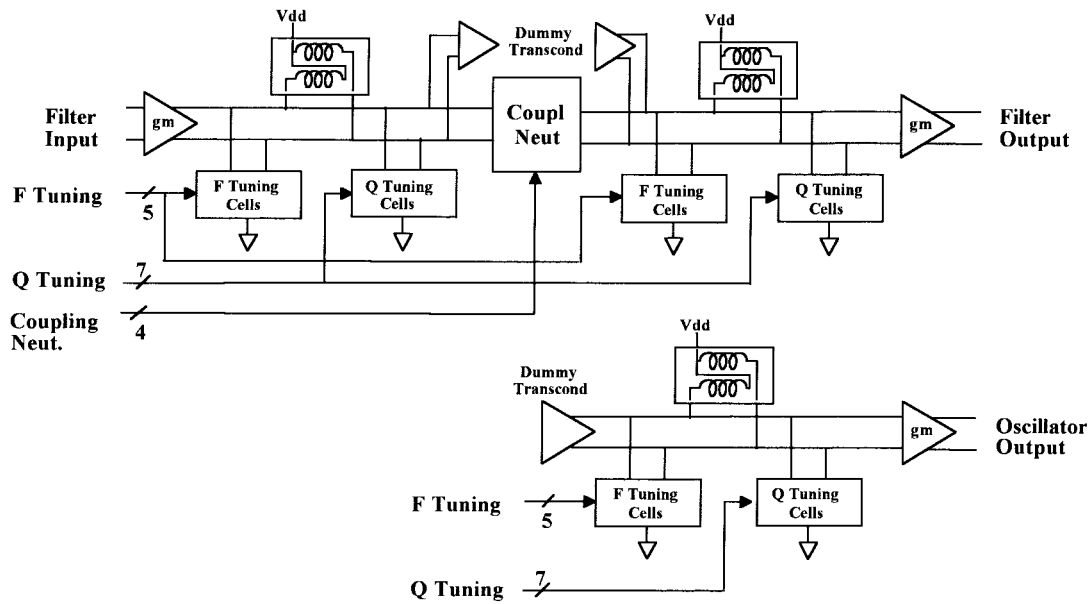 Vdd
Dummy
Transcond
Vdd
Filter
Input
gm
Coupl
Neut
gm
Filter
Output
F Tuning
5
F Tuning
Cells
Q Tuning
Cells
F Tuning
Cells
Q Tuning
Cells
Q Tuning
7
Coupling
Neut.
4
Vdd
Dummy
Transcond
gm
Oscillator
Output
F Tuning
5
F Tuning
Cells
Q Tuning
Cells
Q Tuning
7